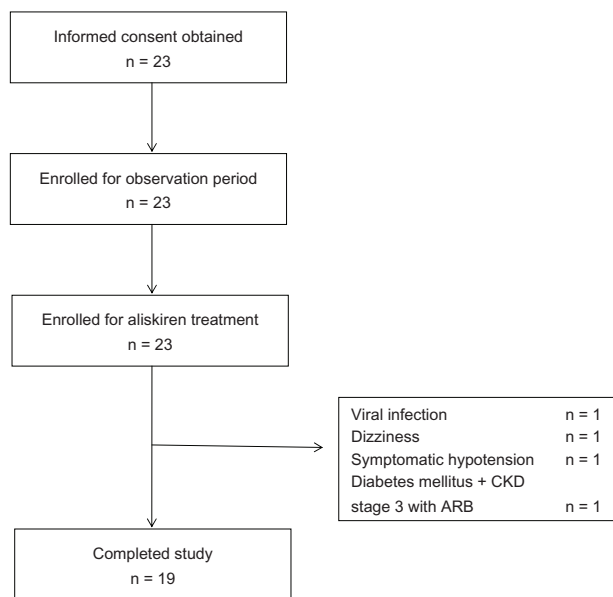 Informed consent obtained
n = 23
Enrolled for observation period
n = 23
Enrolled for aliskiren treatment
n = 23
Viral infection n = 1
Dizziness n = 1
Symptomatic hypotension n = 1
Diabetes mellitus + CKD
stage 3 with ARB n = 1
Completed study
n = 19